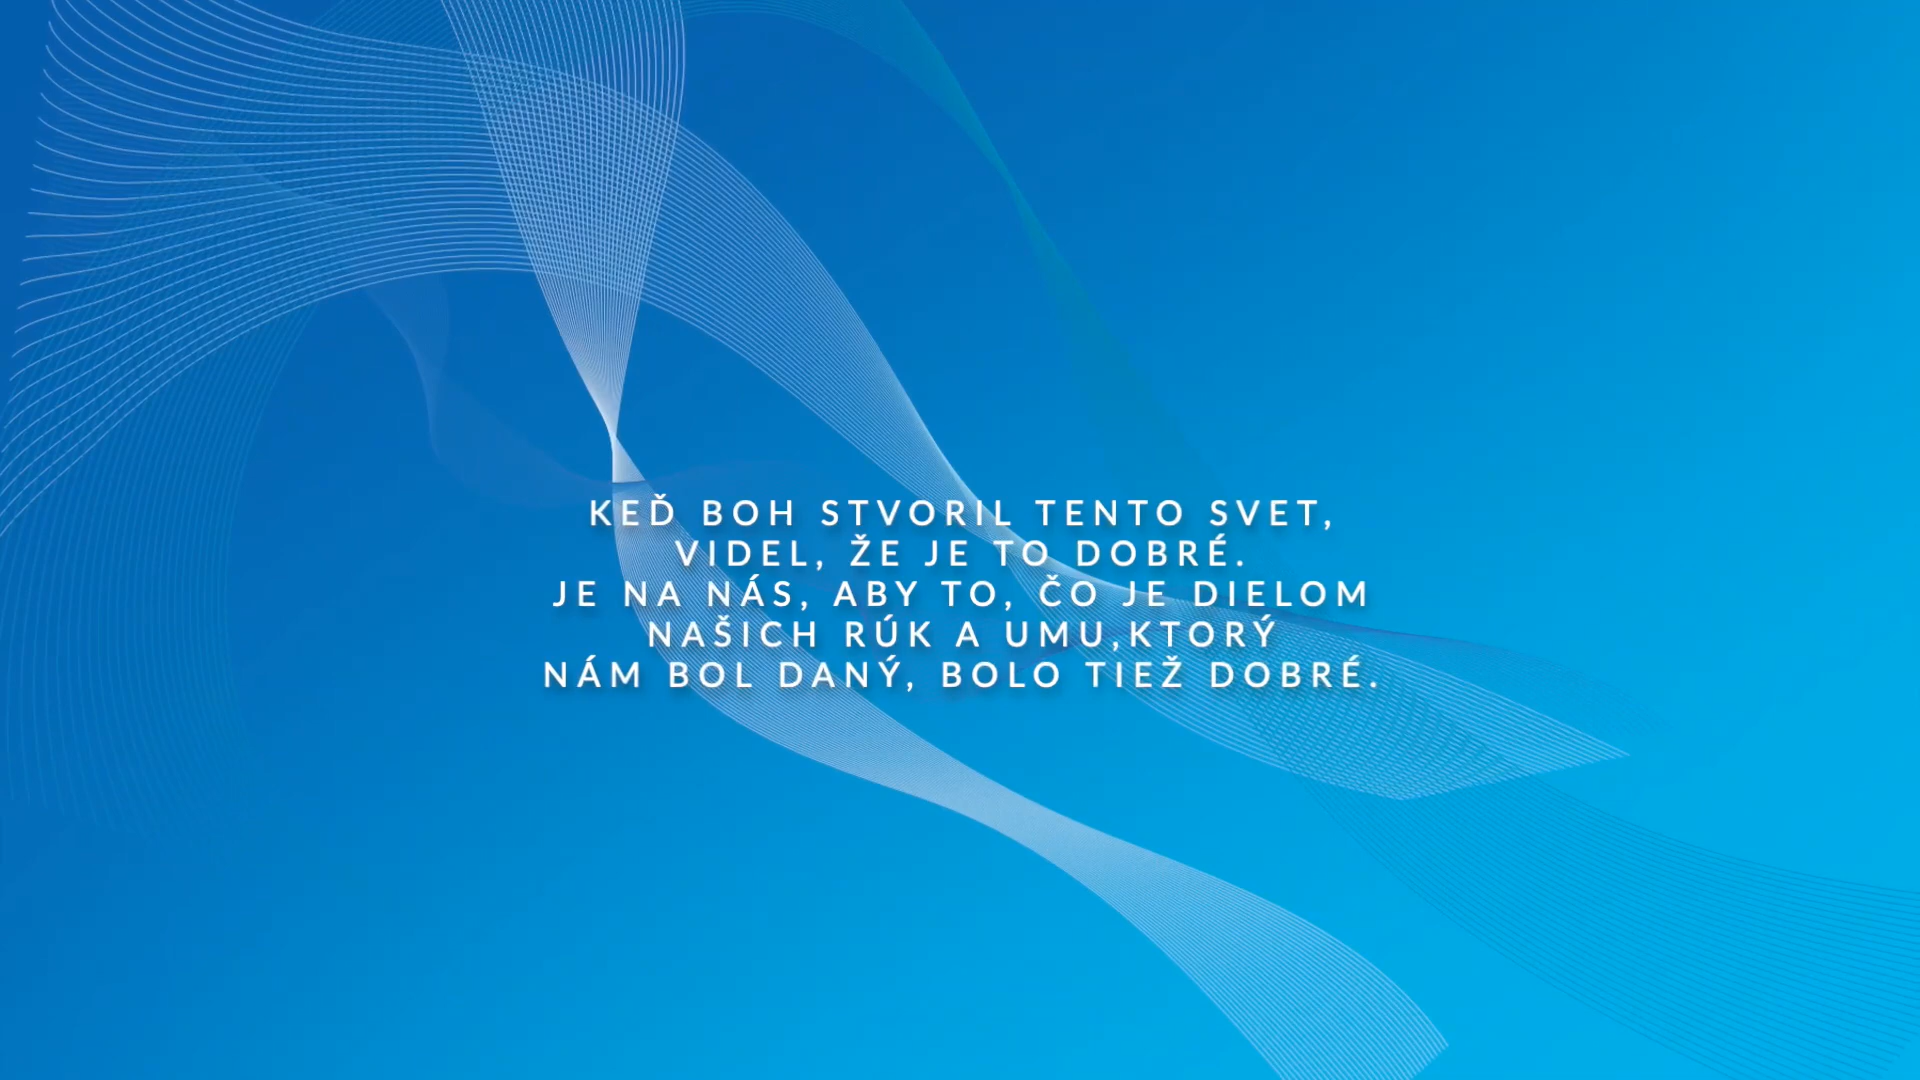 KEĎ BOH STVORIL TENTO SVET,
VIDEL, ŽE JE TO DOBRÉ.
JE NA NÁS, ABY TO, ČO JE DIELOM
NAŠICH RÚK A UMU,KTORÝ
NÁM BOL DANÝ, BOLO TIEŽ DOBRÉ.